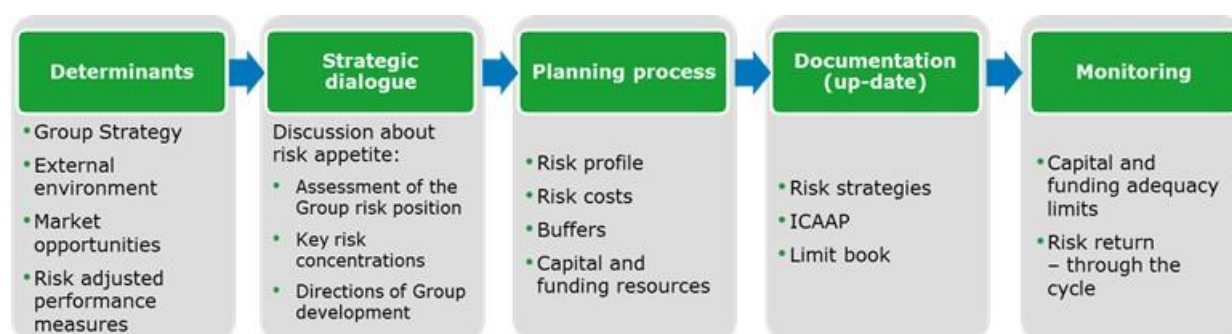 Determinants
• Group Strategy
• External
environment
• Market
opportunities
• Risk adjusted
performance
measures
Strategic
dialogue
Discussion about
risk appetite:
• Assessment of the
Group risk position
• Key risk
concentrations
• Directions of Group
development
Planning process
• Risk profile
• Risk costs
• Buffers
• Capital and
funding resources
Documentation
(up-date)
• Risk strategies
• ICAAP
• Limit book
Monitoring
• Capital and
funding adequacy
limits
• Risk return
– through the
cycle